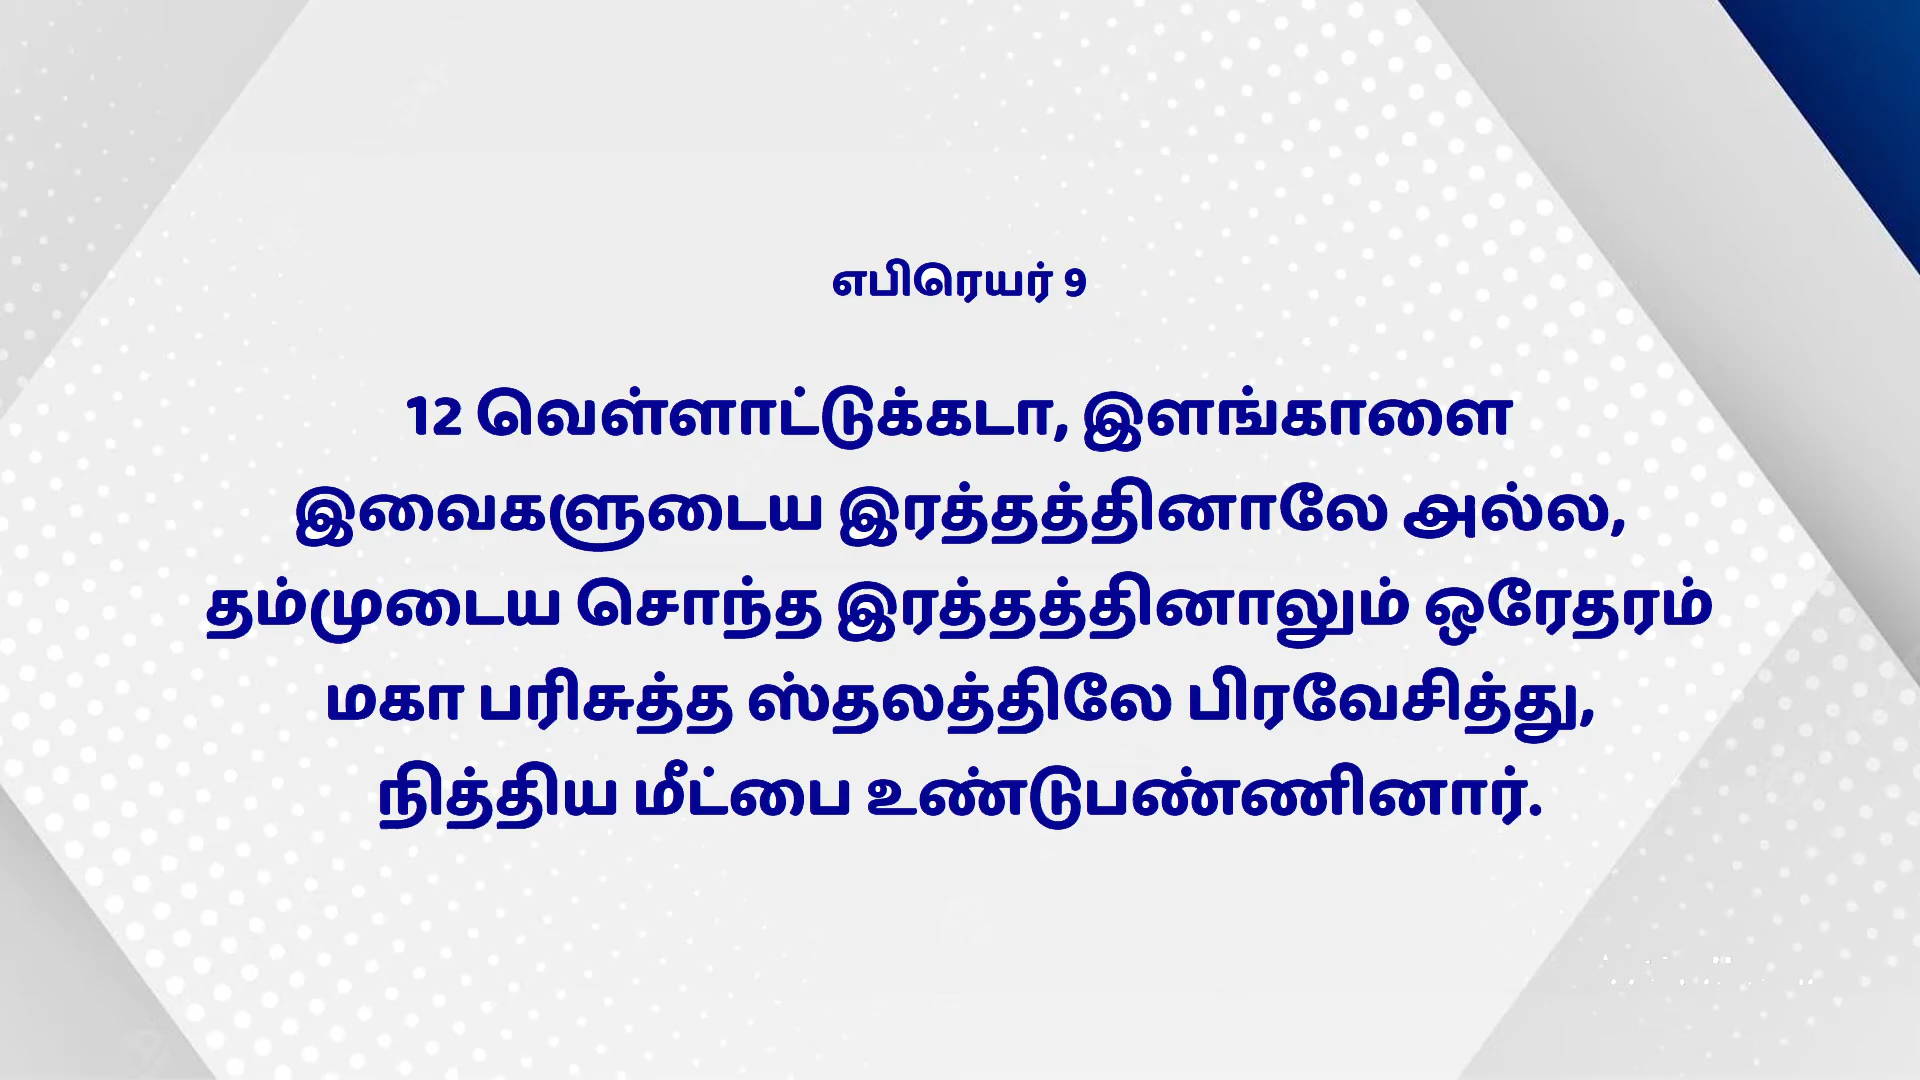 எபிரெயர் 9
12 வெள்ளாட்டுக்கடா, இளங்காளை
இவைகளுடைய இரத்தத்தினாலே அல்ல,
தம்முடைய சொந்த இரத்தத்தினாலும் ஒரேதரம்
மகா பரிசுத்த ஸ்தலத்திலே பிரவேசித்து,
நித்திய மீட்பை உண்டுபண்ணினார்.